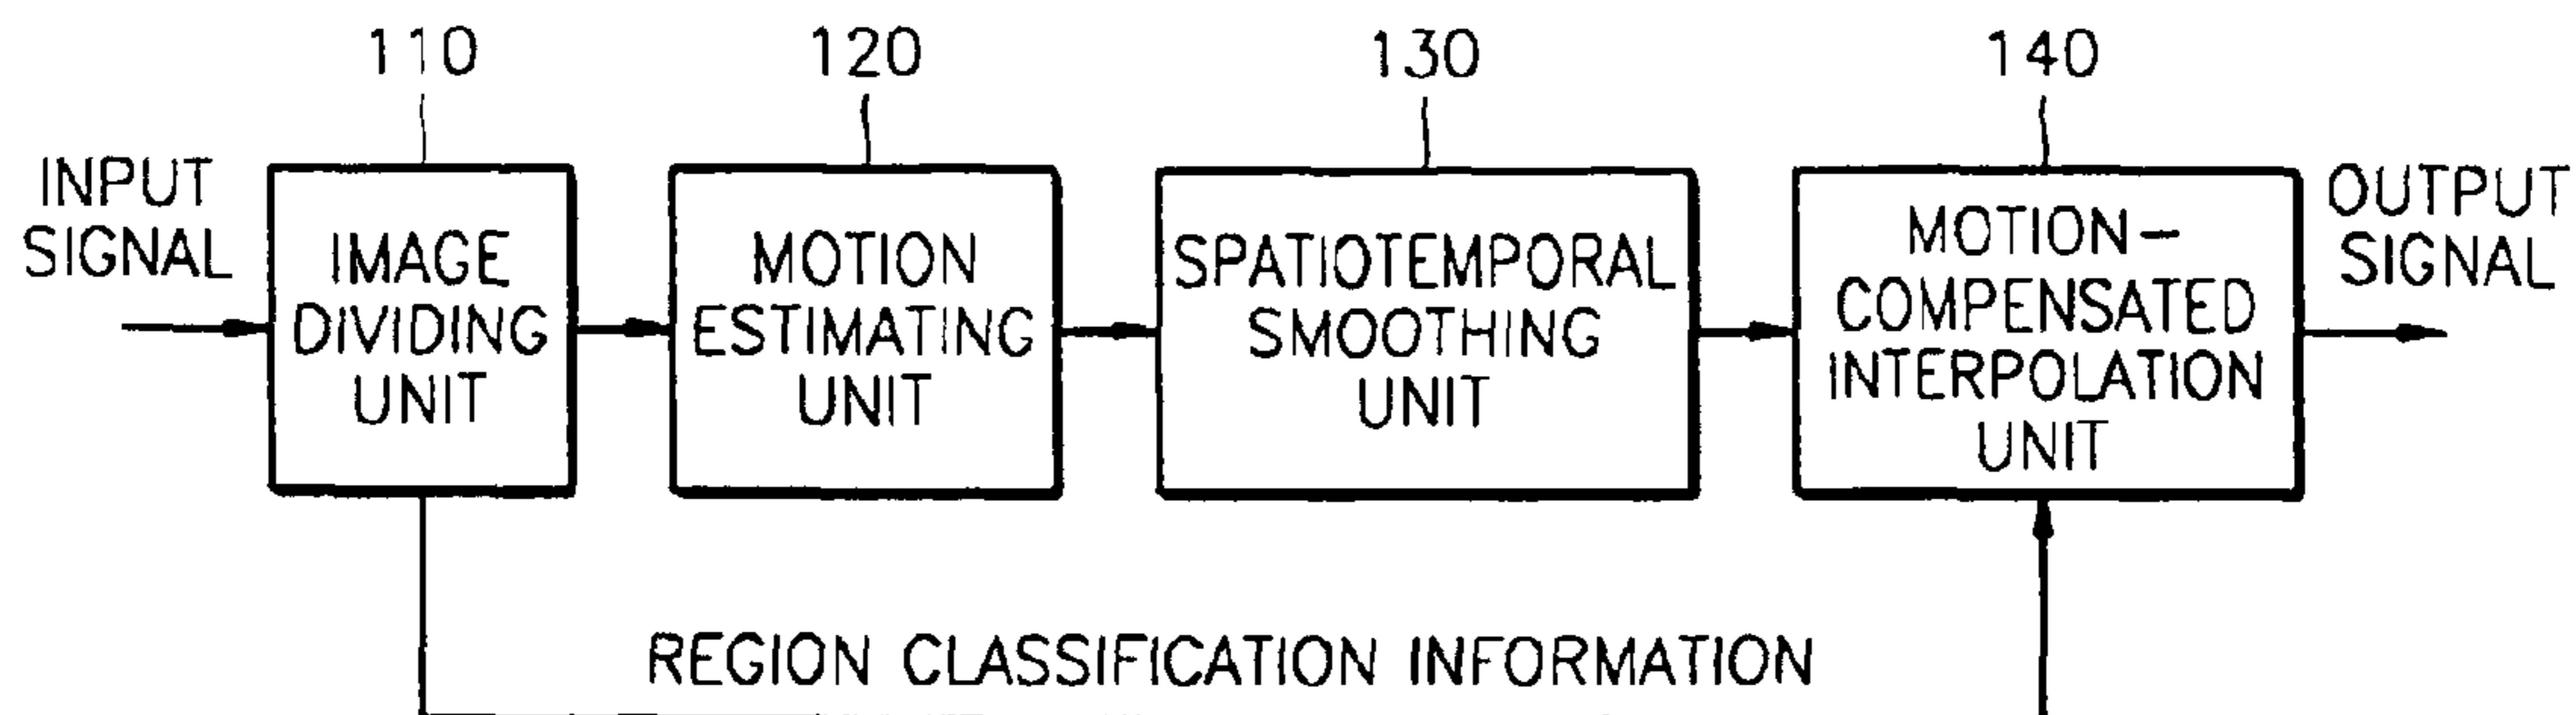 110
120
130
140
INPUT
SIGNAL
IMAGE
DIVIDING
UNIT
MOTION
ESTIMATING
UNIT
SPATIOTEMPORAL
SMOOTHING
UNIT
MOTION-
COMPENSATED
INTERPOLATION
UNIT
OUTPUT
SIGNAL
REGION CLASSIFICATION INFORMATION